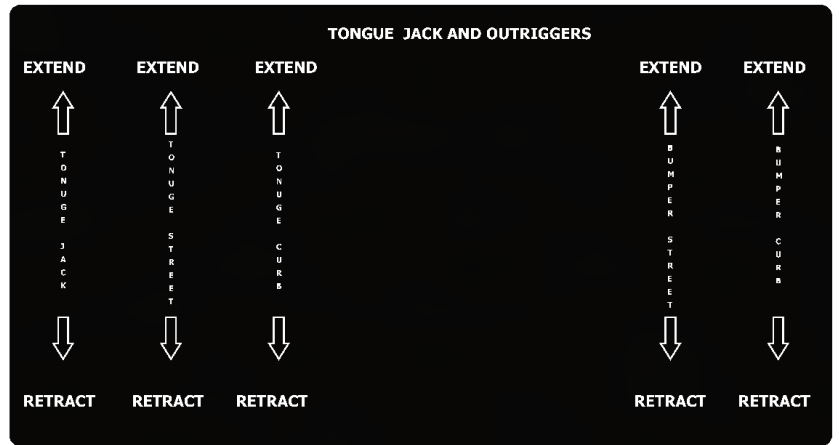 TONGUE JACK AND OUTRIGGERS
EXTEND EXTEND EXTEND EXTEND EXTEND
TONUGE JACK
TONUGE STREET
TONUGE CURB
BUMPER STREET
BUMPER CURB
RETRACT RETRACT RETRACT RETRACT RETRACT